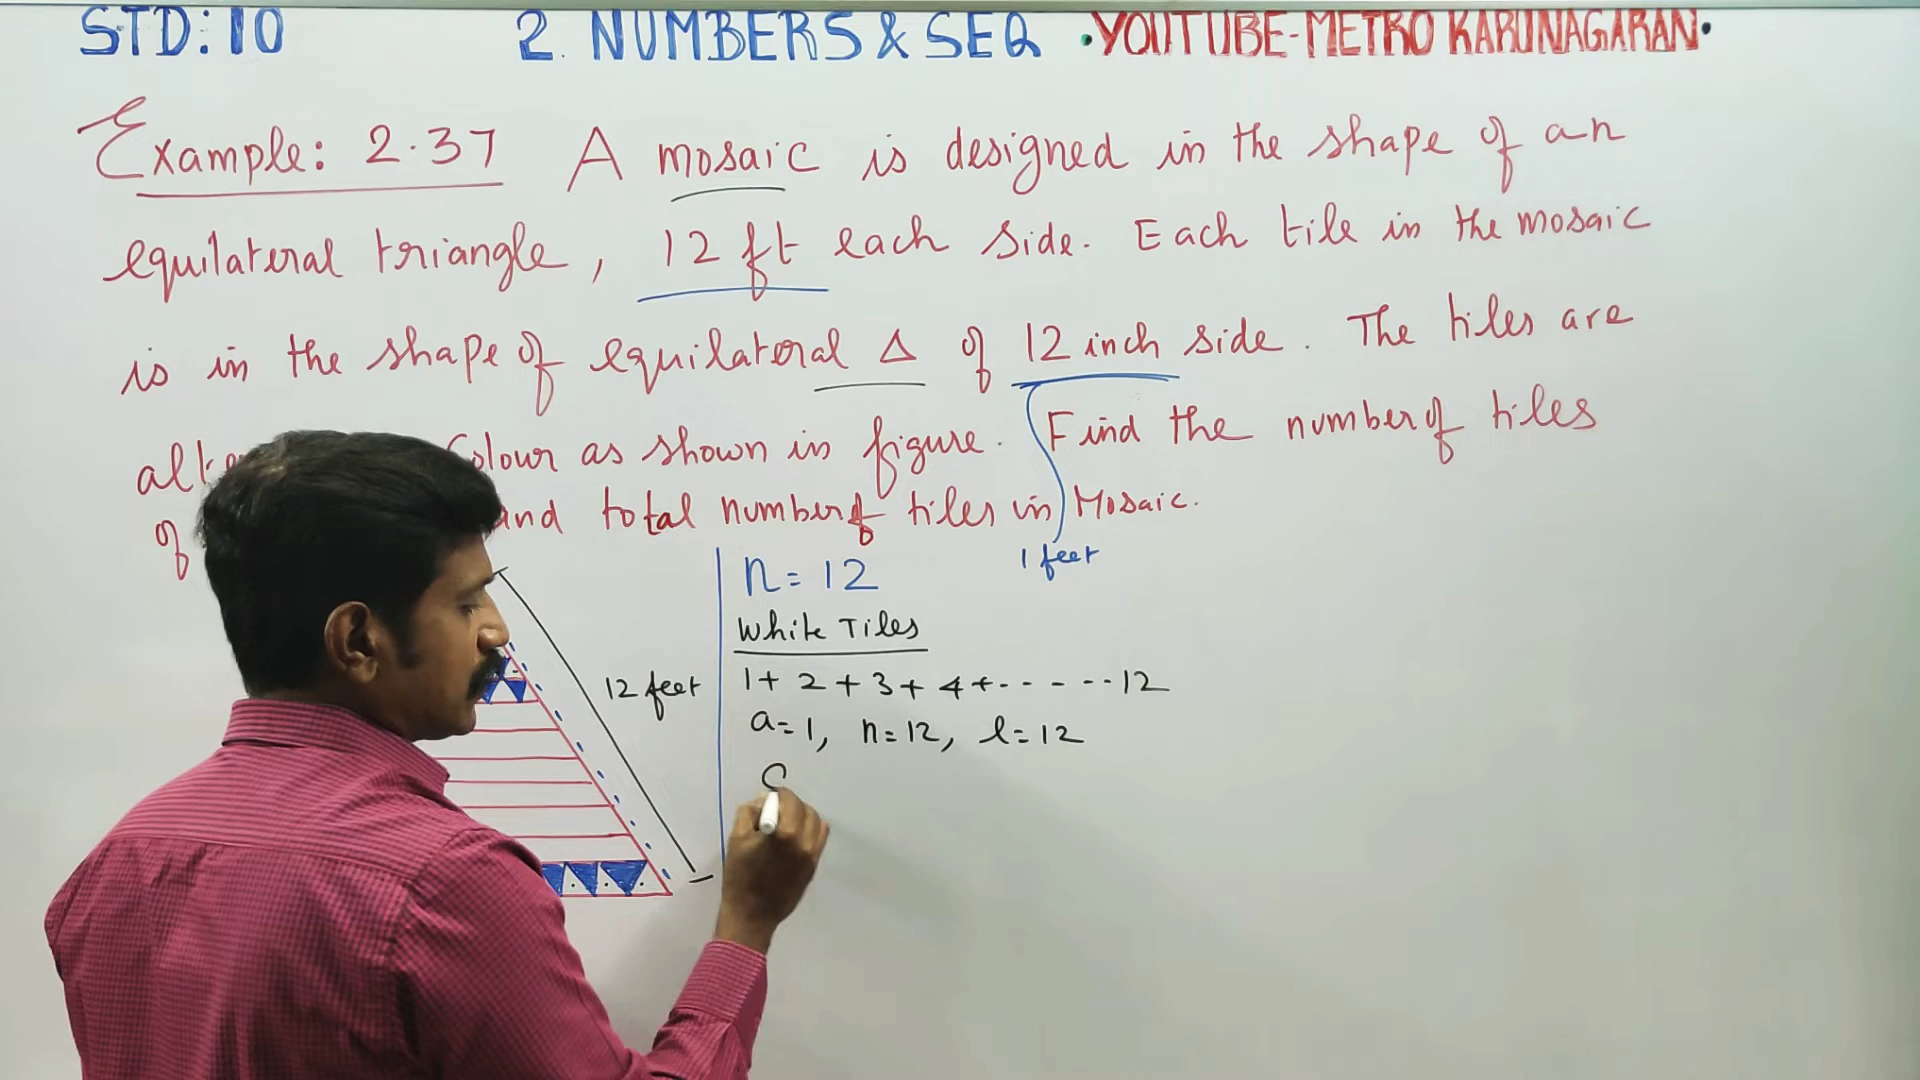 STD: 10 2. NUMBERS & SEQ • YOUTUBE-METRO KARUNAGARAN •
Example: 2.37 A mosaic is designed in the shape of an
equilateral triangle, 12 ft each side. Each tile in the mosaic
is in the shape of equilateral Δ of 12 inch side. The tiles are
colour as shown in figure. Find the number of tiles
of and total number of tiles in Mosaic.
1 feet
n = 12
White Tiles
12 feet
1 + 2 + 3 + 4 + - - - - - - 12
a = 1, n = 12, l = 12